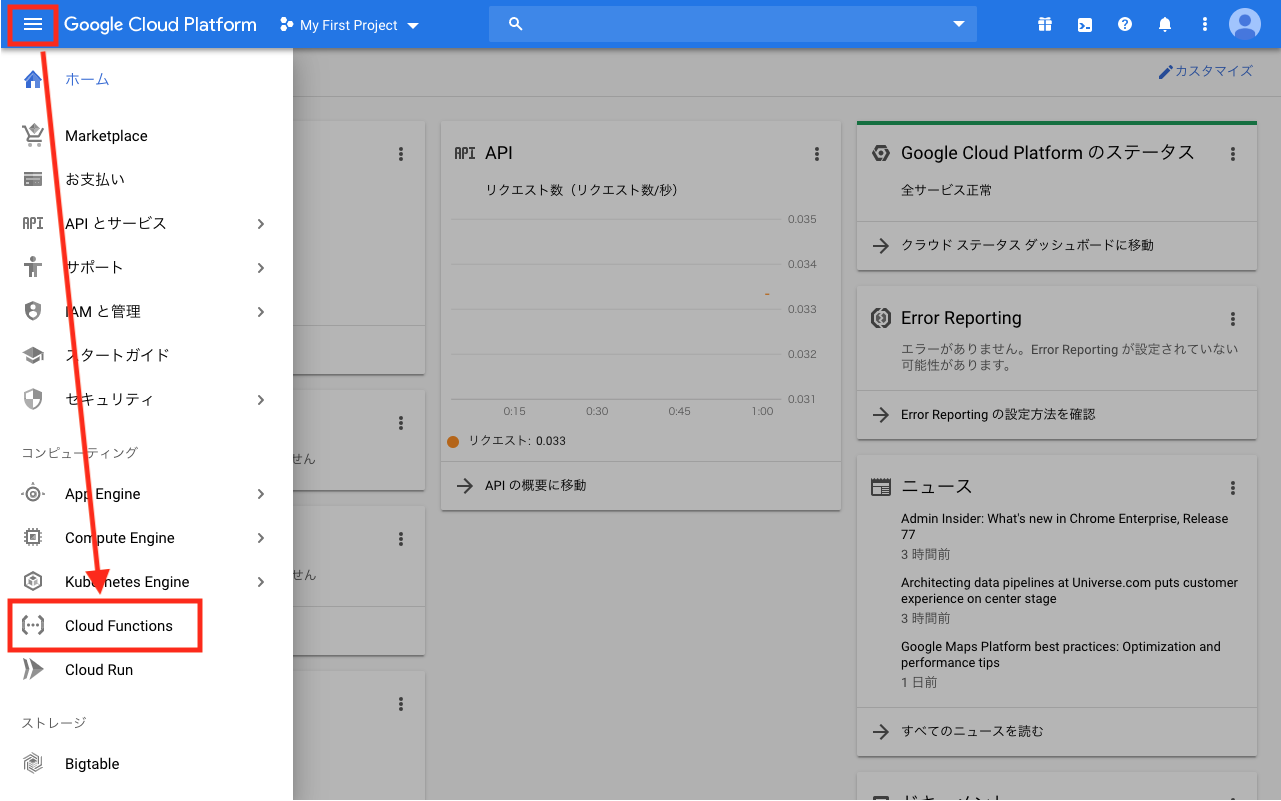 Google Cloud Platform
My First Project
ホーム
Marketplace
お支払い
API
API とサービス
サポート
IAM と管理
スタートガイド
セキュリティ
コンピューティング
App Engine
Compute Engine
Kubernetes Engine
Cloud Functions
Cloud Run
ストレージ
Bigtable
カスタマイズ
せん
せん
API
API
リクエスト数（リクエスト数/秒）
0.035
0.034
0.033
0.032
0.031
0:15
0:30
0:45
1:00
リクエスト: 0.033
API の概要に移動
Google Cloud Platform のステータス
全サービス正常
クラウド ステータス ダッシュボードに移動
Error Reporting
エラーがありません。Error Reporting が設定されていない
可能性があります。
Error Reporting の設定方法を確認
ニュース
Admin Insider: What's new in Chrome Enterprise, Release
77
3 時間前
Architecting data pipelines at Universe.com puts customer
experience on center stage
3 時間前
Google Maps Platform best practices: Optimization and
performance tips
1 日前
すべてのニュースを読む
ドキュメント